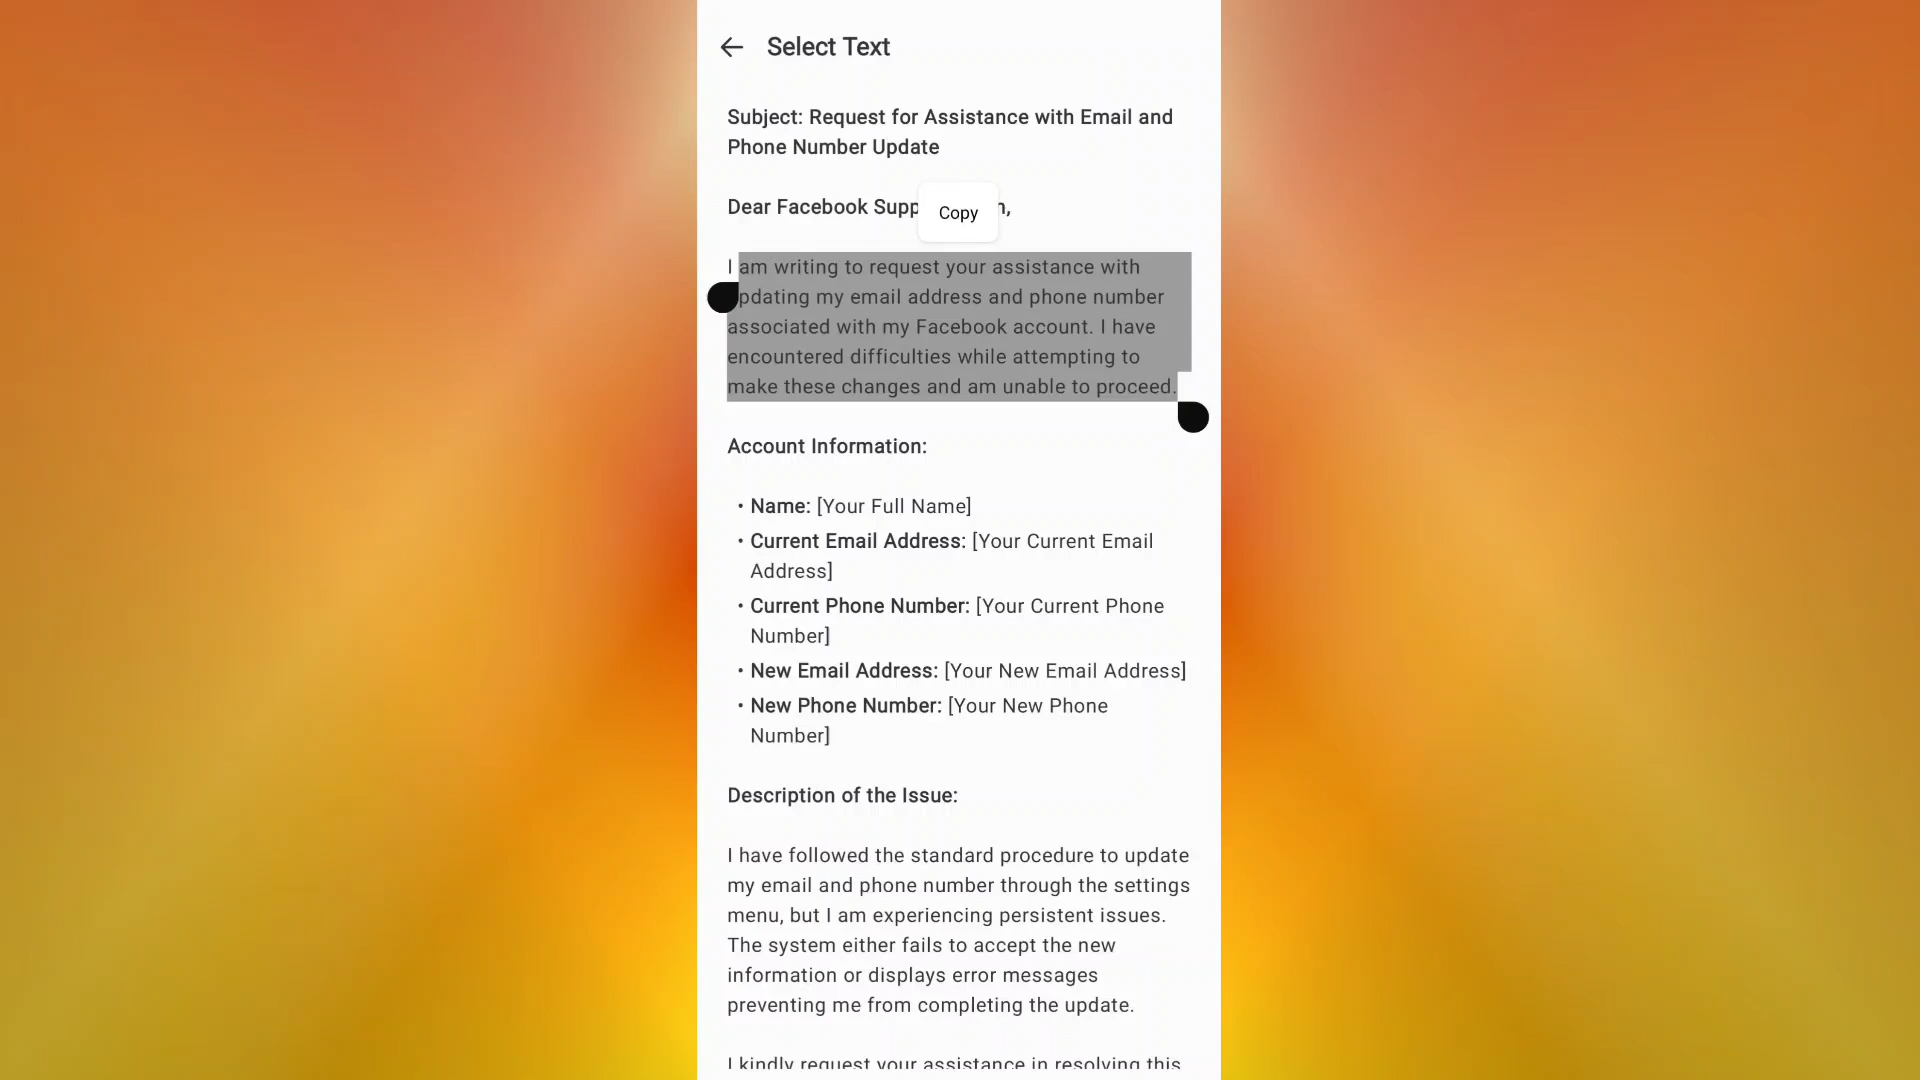 Select Text
Subject: Request for Assistance with Email and
Phone Number Update
Dear Facebook
Copy
I am writing to request your assistance with
updating my email address and phone number
associated with my Facebook account. I have
encountered difficulties while attempting to
make these changes and am unable to proceed.
Account Information:
• Name: [Your Full Name]
• Current Email Address: [Your Current Email
Address]
• Current Phone Number: [Your Current Phone
Number]
• New Email Address: [Your New Email Address]
• New Phone Number: [Your New Phone
Number]
Description of the Issue:
I have followed the standard procedure to update
my email and phone number through the settings
menu, but I am experiencing persistent issues.
The system either fails to accept the new
information or displays error messages
preventing me from completing the update.
I kindly request your assistance in resolving this